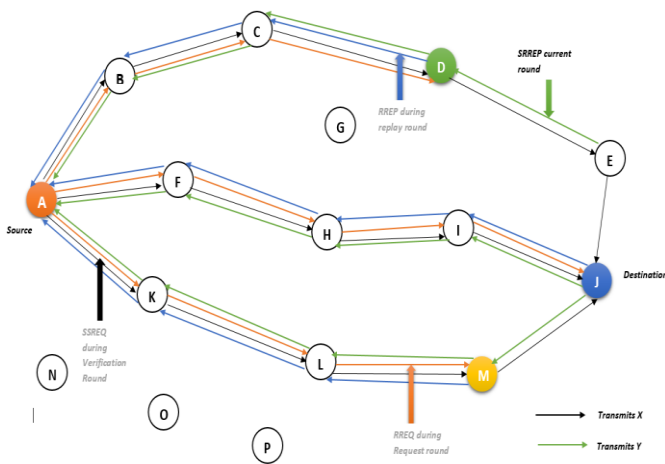 C
SRREP current
round
B
D
RREP during
replay round
G
E
F
A
Source
H
I
J
Destination
K
SSREQ
during
Verification
Round
L
M
N
O
P
RREQ during
Request round
Transmits X
Transmits Y